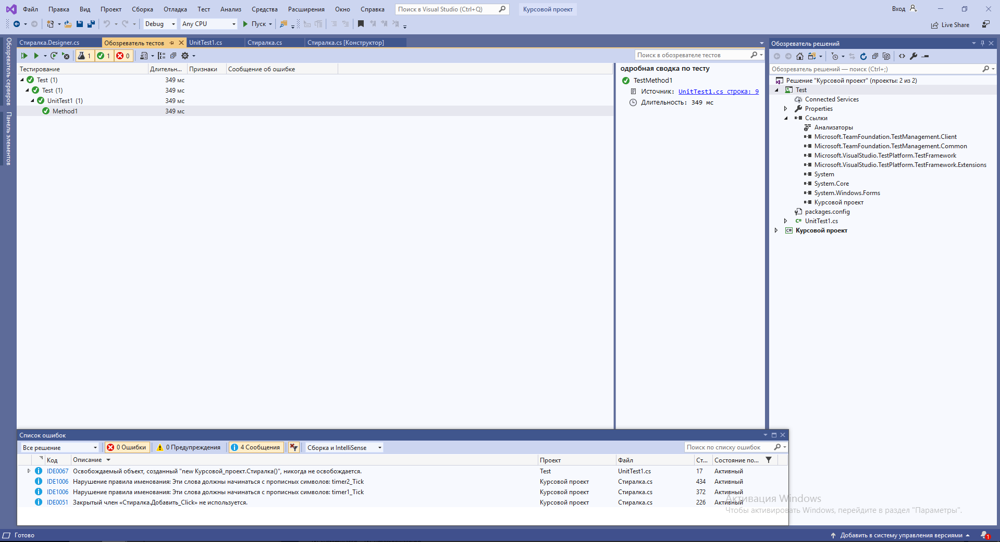 Файл Правка Вид Проект Сборка Отладка Тест Анализ Средства Расширения Окно Справка Поиск в Visual Studio (Ctrl+Q) Курсовой проект Вход
Debug Any CPU Пуск Live Share
Обозреватель серверов
Панель элементов
Стиралка.Designer.cs Обозреватель тестов UnitTest1.cs Стиралка.cs Стиралка.cs [Конструктор]
1 1 0 Поиск в обозревателе тестов
Тестирование Длительн... Признаки Сообщение об ошибке
Test (1) 349 мс
Test (1) 349 мс
UnitTest1 (1) 349 мс
Method1 349 мс
одробная сводка по тесту
TestMethod1
Источник: UnitTest1.cs строка: 9
Длительность: 349 мс
Обозреватель решений
Обозреватель решений — поиск (Ctrl+;)
Решение "Курсовой проект" (проекты: 2 из 2)
Test
Connected Services
Properties
Ссылки
Анализаторы
Microsoft.TeamFoundation.TestManagement.Client
Microsoft.TeamFoundation.TestManagement.Common
Microsoft.VisualStudio.TestPlatform.TestFramework
Microsoft.VisualStudio.TestPlatform.TestFramework.Extensions
System
System.Core
System.Windows.Forms
Курсовой проект
packages.config
C# UnitTest1.cs
C# Курсовой проект
Список ошибок
Все решение 0 Ошибки 0 Предупреждения 4 Сообщения Сборка и IntelliSense Поиск по списку ошибок
Код Описание Проект Файл Ст... Состояние по...
IDE0067 Освобождаемый объект, созданный "new Курсовой_проект.Стиралка()", никогда не освобождается. Test UnitTest1.cs 17 Активный
IDE1006 Нарушение правила именования: Эти слова должны начинаться с прописных символов: timer2_Tick Курсовой проект Стиралка.cs 434 Активный
IDE1006 Нарушение правила именования: Эти слова должны начинаться с прописных символов: timer1_Tick Курсовой проект Стиралка.cs 372 Активный
IDE0051 Закрытый член «Стиралка.Добавить_Click» не используется. Курсовой проект Стиралка.cs 226 Активный
Активация Windows
Чтобы активировать Windows, перейдите в раздел "Параметры".
Готово Добавить в систему управления версиями 1